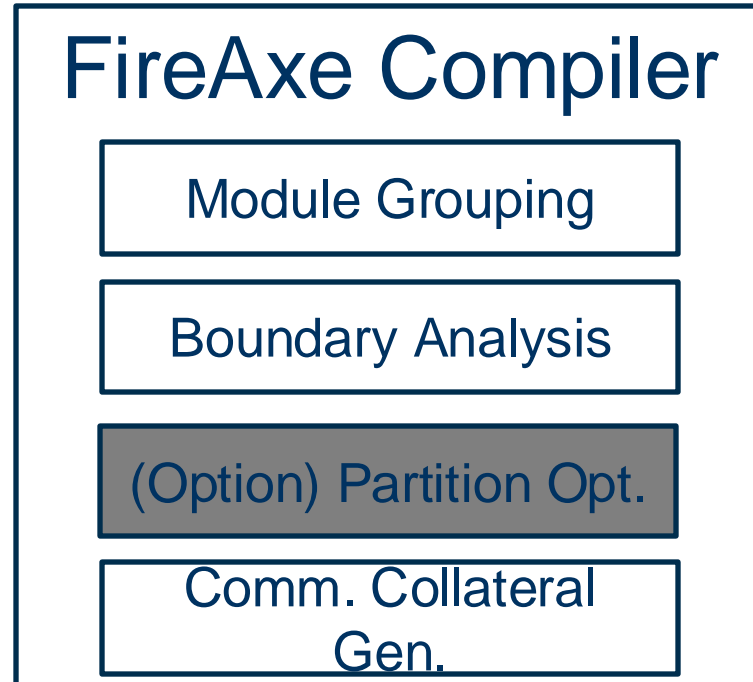 FireAxe Compiler
Module Grouping
Boundary Analysis
(Option) Partition Opt.
Comm. Collateral
Gen.